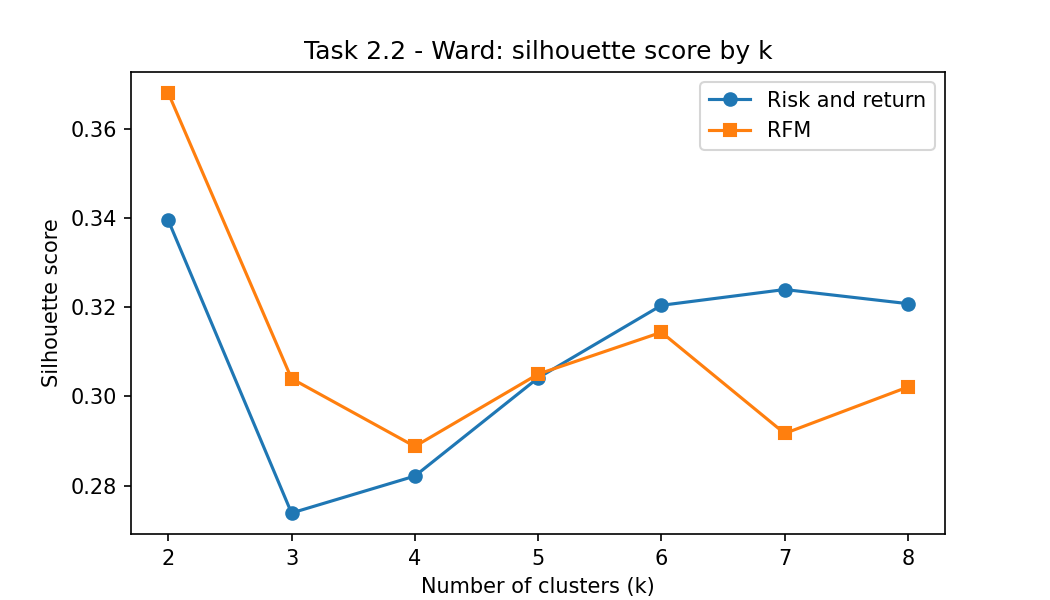 Task 2.2 - Ward: silhouette score by k
Risk and return
RFM
Silhouette score
0.36
0.34
0.32
0.30
0.28
2 3 4 5 6 7 8
Number of clusters (k)